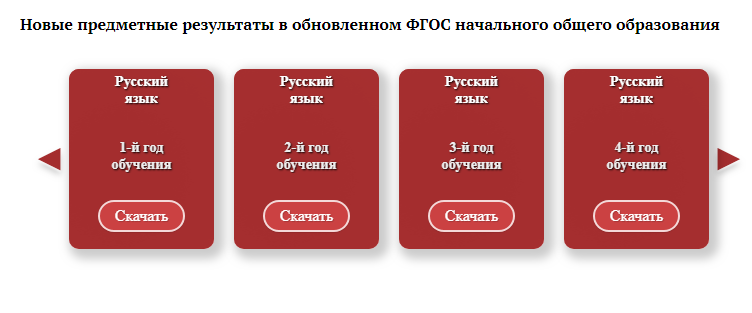 Новые предметные результаты в обновленном ФГОС начального общего образования
Русский
язык
1-й год
обучения
Скачать
Русский
язык
2-й год
обучения
Скачать
Русский
язык
3-й год
обучения
Скачать
Русский
язык
4-й год
обучения
Скачать